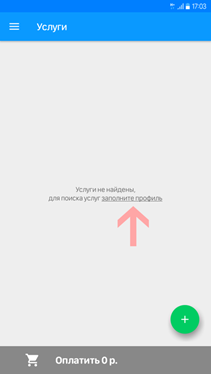 17:03
Услуги
Услуги не найдены,
для поиска услуг заполните профиль
Оплатить 0 р.